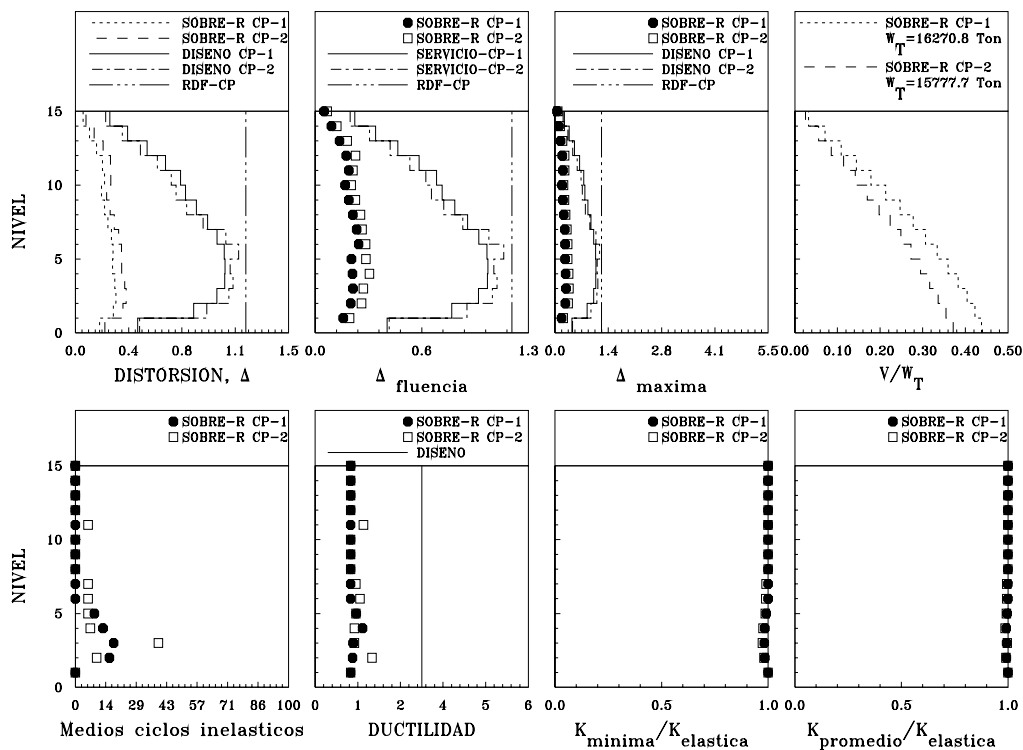 SOBRE-R CP-1
SOBRE-R CP-2
DISENO CP-1
DISENO CP-2
RDF-CP
NIVEL
15
10
5
0
0.0 0.4 0.8 1.1 1.5
DISTORSION, Δ
SOBRE-R CP-1
SOBRE-R CP-2
SERVICIO-CP-1
SERVICIO-CP-2
RDF-CP
0.0 0.6 1.3
Δ fluencia
SOBRE-R CP-1
SOBRE-R CP-2
DISENO CP-1
DISENO CP-2
RDF-CP
0.0 1.4 2.8 4.1 5.5
Δ maxima
SOBRE-R CP-1
W_T=16270.8 Ton
SOBRE-R CP-2
W_T=15777.7 Ton
0.00 0.10 0.20 0.30 0.40 0.50
V/W_T
SOBRE-R CP-1
SOBRE-R CP-2
NIVEL
15
10
5
0
0 14 29 43 57 71 86 100
Medios ciclos inelasticos
SOBRE-R CP-1
SOBRE-R CP-2
DISENO
0 1 2 3 4 5 6
DUCTILIDAD
SOBRE-R CP-1
SOBRE-R CP-2
0.0 0.5 1.0
K minima/K elastica
SOBRE-R CP-1
SOBRE-R CP-2
0.0 0.5 1.0
K promedio/K elastica